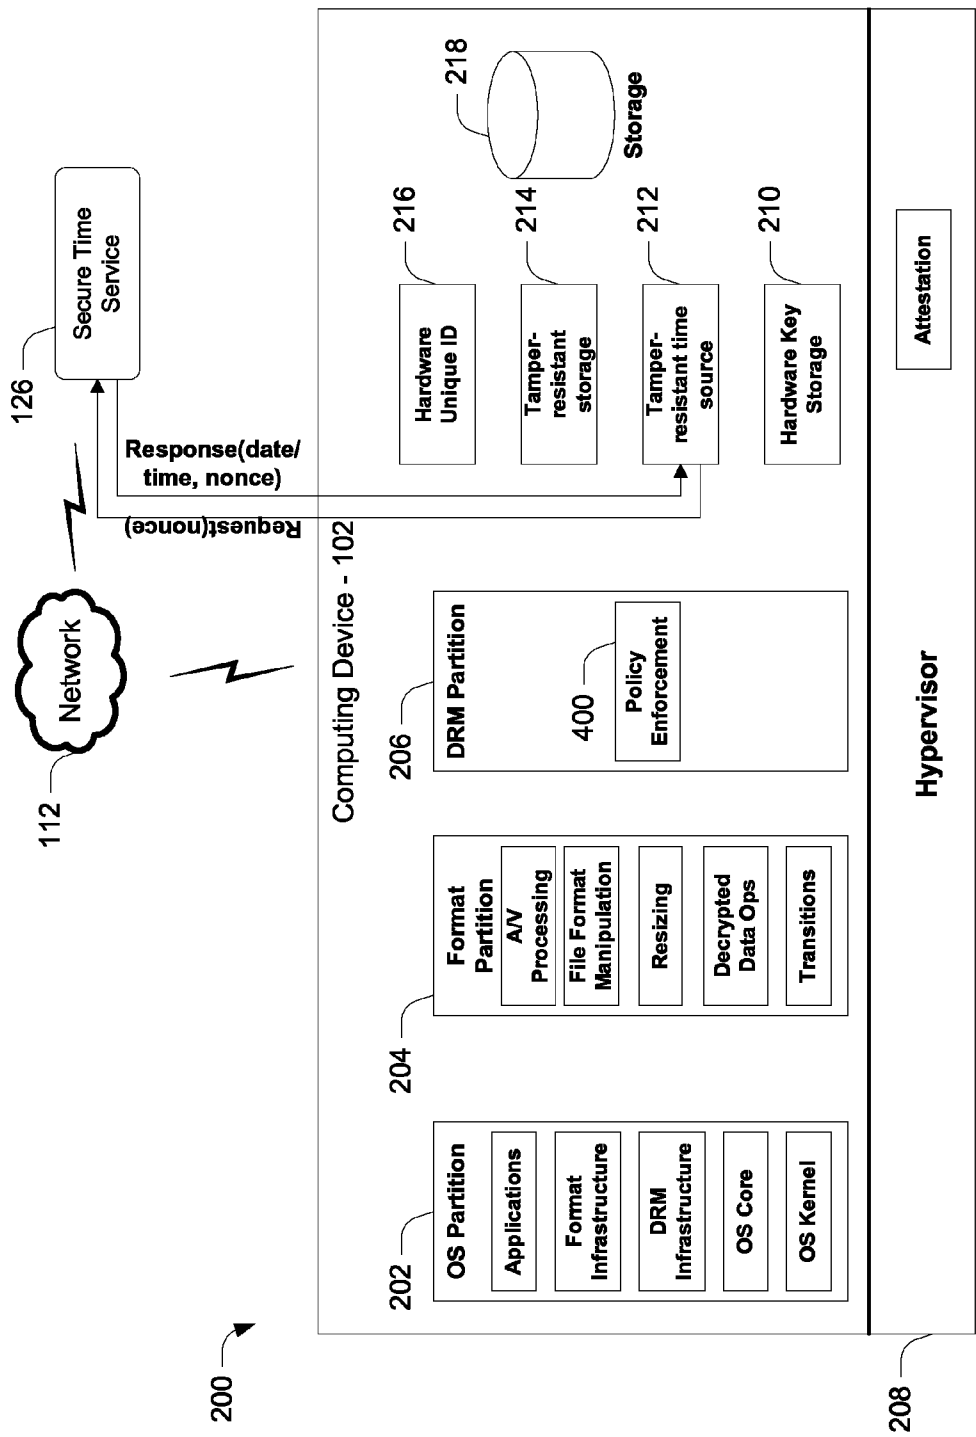 200
112
Network
126
Secure Time
Service
Request(nonce)
Response(date/
time, nonce)
Computing Device - 102
202
OS Partition
Applications
Format
Infrastructure
DRM
Infrastructure
OS Core
OS Kernel
204
Format
Partition
A/V
Processing
File Format
Manipulation
Resizing
Decrypted
Data Ops
Transitions
206
DRM Partition
400
Policy
Enforcement
216
Hardware
Unique ID
214
Tamper-
resistant
storage
212
Tamper-
resistant time
source
210
Hardware Key
Storage
218
Storage
208
Hypervisor
Attestation